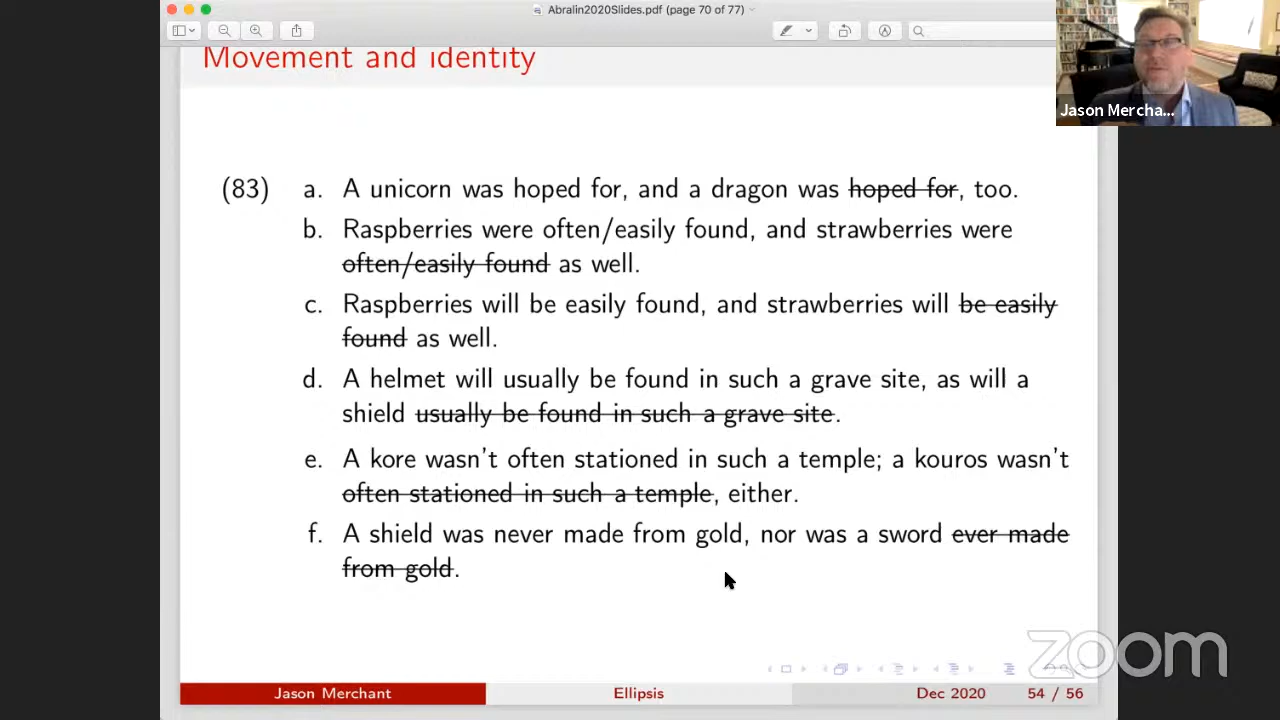 Abralin2020Slides.pdf (page 70 of 77)
Movement and identity
Jason Mercha...
(83) a. A unicorn was hoped for, and a dragon was hoped for, too.
b. Raspberries were often/easily found, and strawberries were
often/easily found as well.
c. Raspberries will be easily found, and strawberries will be easily
found as well.
d. A helmet will usually be found in such a grave site, as will a
shield usually be found in such a grave site.
e. A kore wasn't often stationed in such a temple; a kouros wasn't
often stationed in such a temple, either.
f. A shield was never made from gold, nor was a sword ever made
from gold.
zoom
Jason Merchant Ellipsis Dec 2020 54 / 56